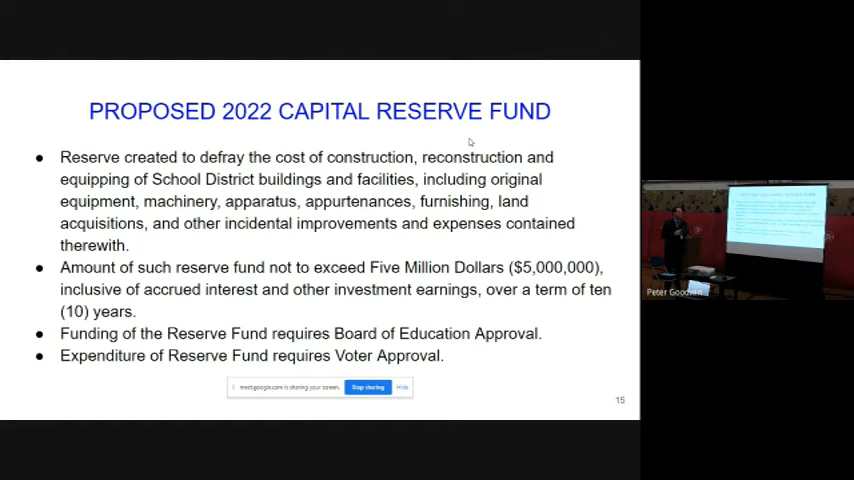 PROPOSED 2022 CAPITAL RESERVE FUND
● Reserve created to defray the cost of construction, reconstruction and
equipping of School District buildings and facilities, including original
equipment, machinery, apparatus, appurtenances, furnishing, land
acquisitions, and other incidental improvements and expenses contained
therewith.
● Amount of such reserve fund not to exceed Five Million Dollars ($5,000,000),
inclusive of accrued interest and other investment earnings, over a term of ten
(10) years.
● Funding of the Reserve Fund requires Board of Education Approval.
● Expenditure of Reserve Fund requires Voter Approval.
meet.google.com is sharing your screen. Stop sharing Hide
15
Peter Goodwin